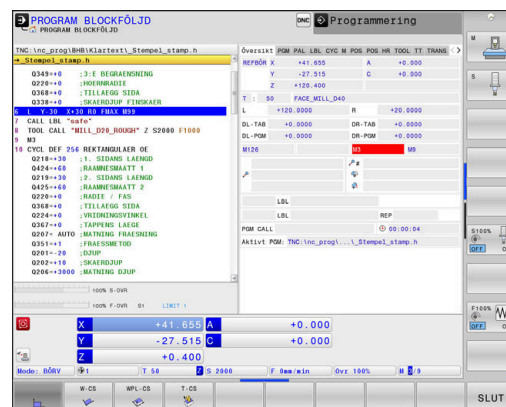 PROGRAM BLOCKFÖLJD
PROGRAM BLOCKFÖLJD
DNC
Programmering
TNC:\nc_prog\BHB\Klartext\_Stempel_stamp.h
→_Stempel_stamp.h
Q349=+0 ;3:E BEGRAENSNING
Q220=+0 ;HOERNRADIE
Q368=+0 ;TILLAEGG SIDA
Q338=+0 ;SKAERDJUP FINSKAER
6 L Y-30 X+30 R0 FMAX M99
7 CALL LBL "safe"
8 TOOL CALL "MILL_D20_ROUGH" Z S2000 F1000
9 M3
10 CYCL DEF 256 REKTANGULAER OE
Q218=+30 ;1. SIDANS LAENGD
Q424=+60 ;RAAMNESMAATT 1
Q219=+30 ;2. SIDANS LAENGD
Q425=+60 ;RAAMNESMAATT 2
Q220=+0 ;RADIE / FAS
Q368=+0 ;TILLAEGG SIDA
Q224=+0 ;VRIDNINGSVINKEL
Q367=+0 ;TAPPENS LAEGE
Q207= AUTO ;MATNING FRAESNING
Q351=+1 ;FRAESMETOD
Q201=-20 ;DJUP
Q202=+10 ;SKAERDJUP
Q206=+3000 ;MATNING DJUP
Översikt PGM PAL LBL CYC M POS POS HR TOOL TT TRANS
REFBÖR X +41.655 A +0.000
Y -27.515 C +0.000
Z +120.400
T : 50 FACE_MILL_D40
L +120.0000 R +20.0000
DL-TAB +0.0000 DR-TAB +0.0000
DL-PGM +0.0000 DR-PGM +0.0000
M126 M3 M9
LBL
LBL REP
PGM CALL 00:00:04
Aktivt PGM: TNC:\nc_prog\...\_Stempel_stamp.h
100% S-OVR
100% F-OVR S1 LIMIT 1
X +41.655 A +0.000
Y -27.515 C +0.000
Z +0.400
Mode: BÖRV 1 T 50 Z S 2000 F 0mm/min Ovr 100% M 3/9
W-CS WPL-CS T-CS
M
S
S100%
OFF
F100%
OFF
SLUT